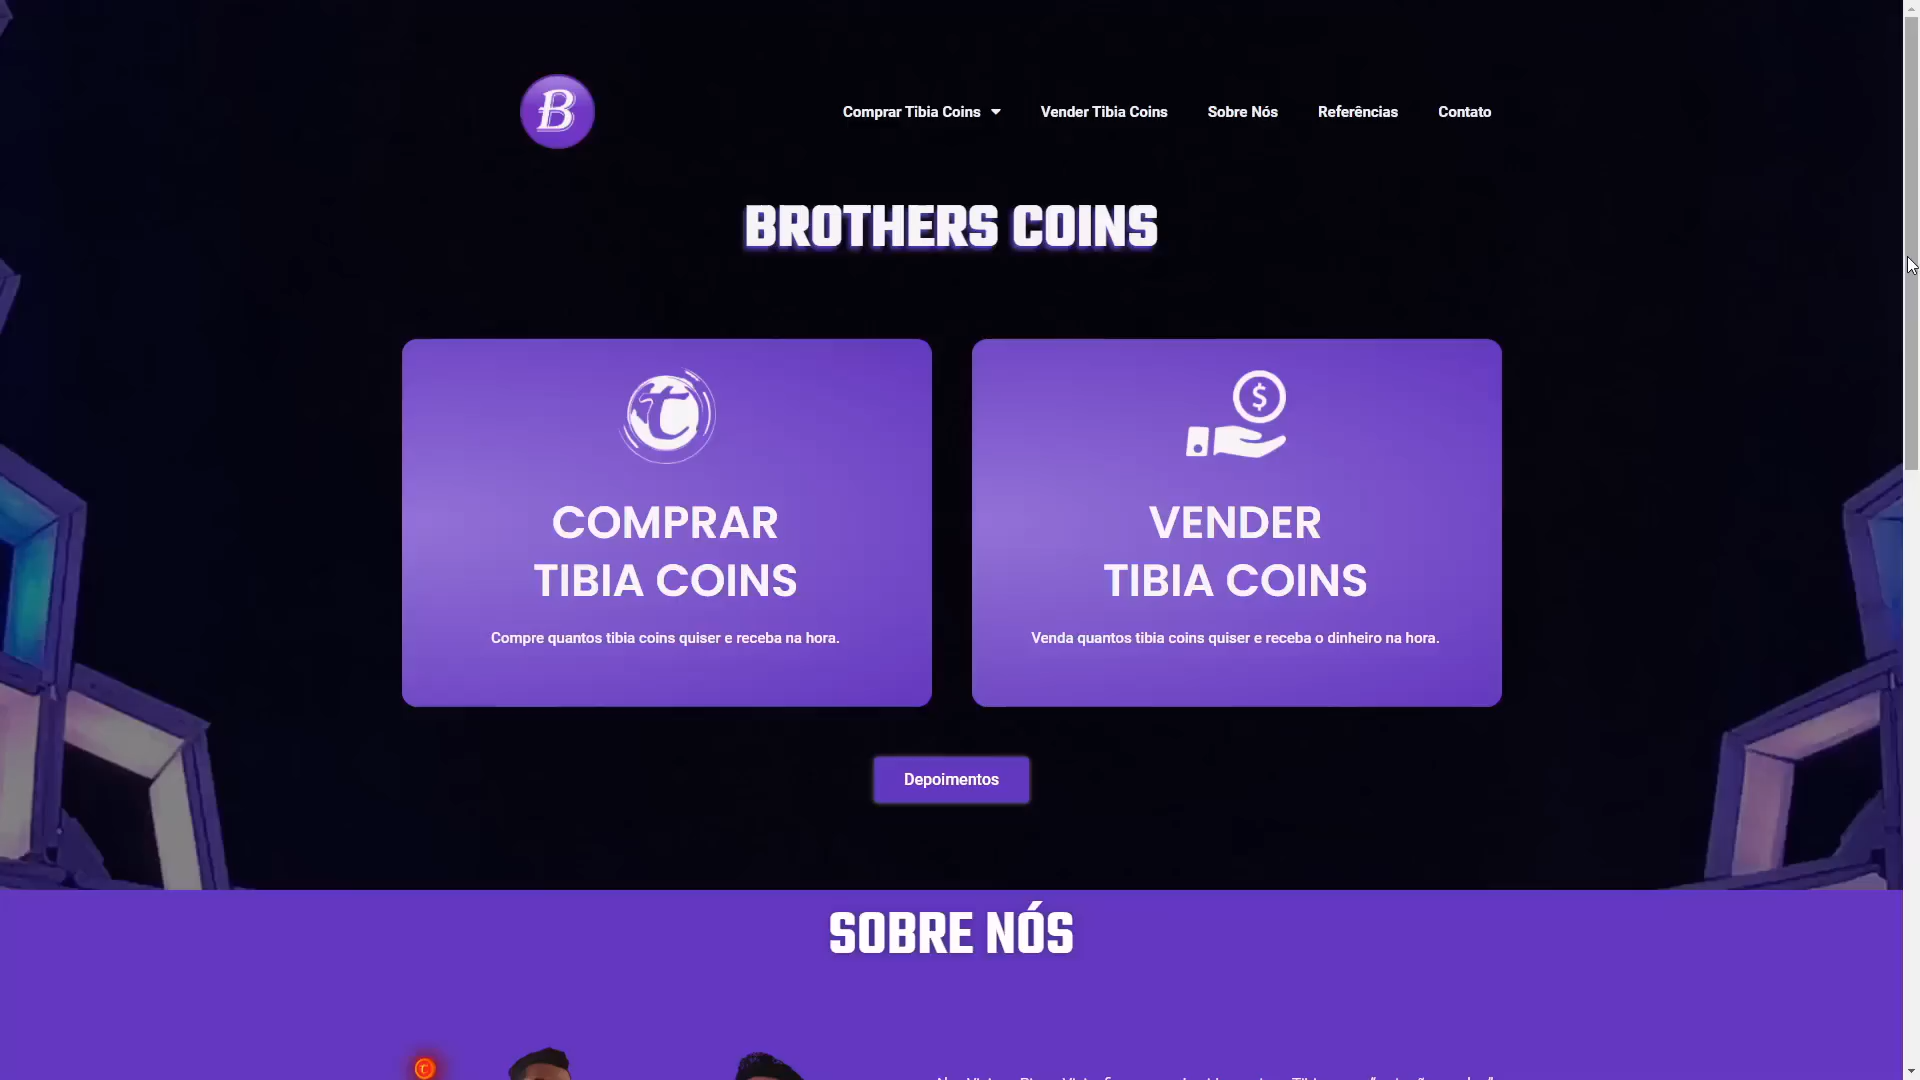 B
Comprar Tibia Coins
Vender Tibia Coins
Sobre Nós
Referências
Contato
BROTHERS COINS
COMPRAR
TIBIA COINS
Compre quantos tibia coins quiser e receba na hora.
$
VENDER
TIBIA COINS
Venda quantos tibia coins quiser e receba o dinheiro na hora.
Depoimentos
SOBRE NÓS